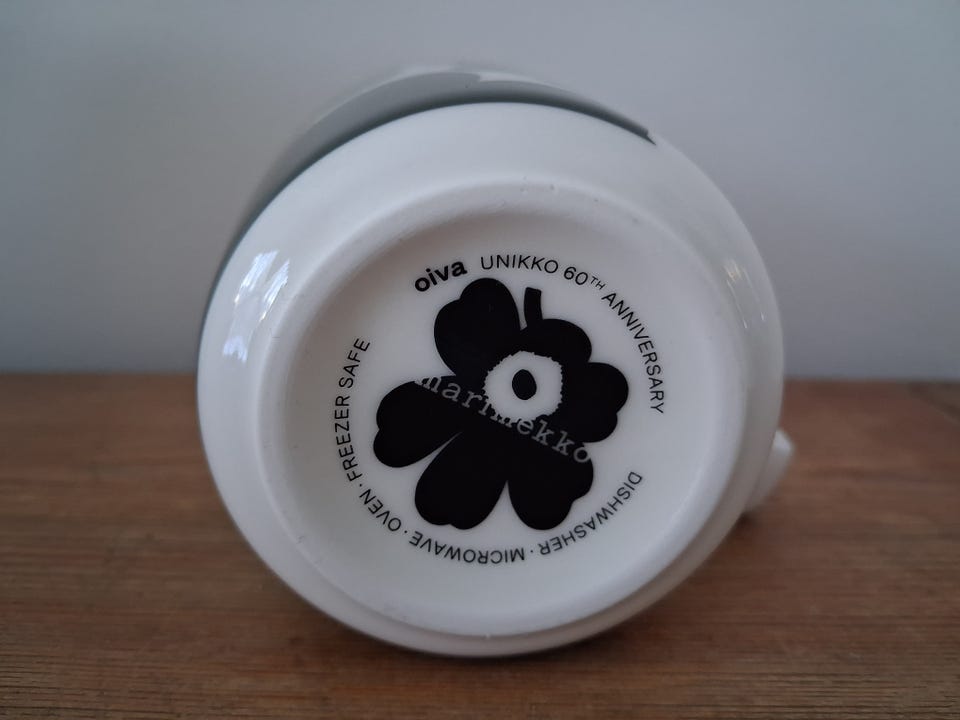 oiva UNIKKO 60TH ANNIVERSARY
DISHWASHER · MICROWAVE · OVEN · FREEZER SAFE
marimekko